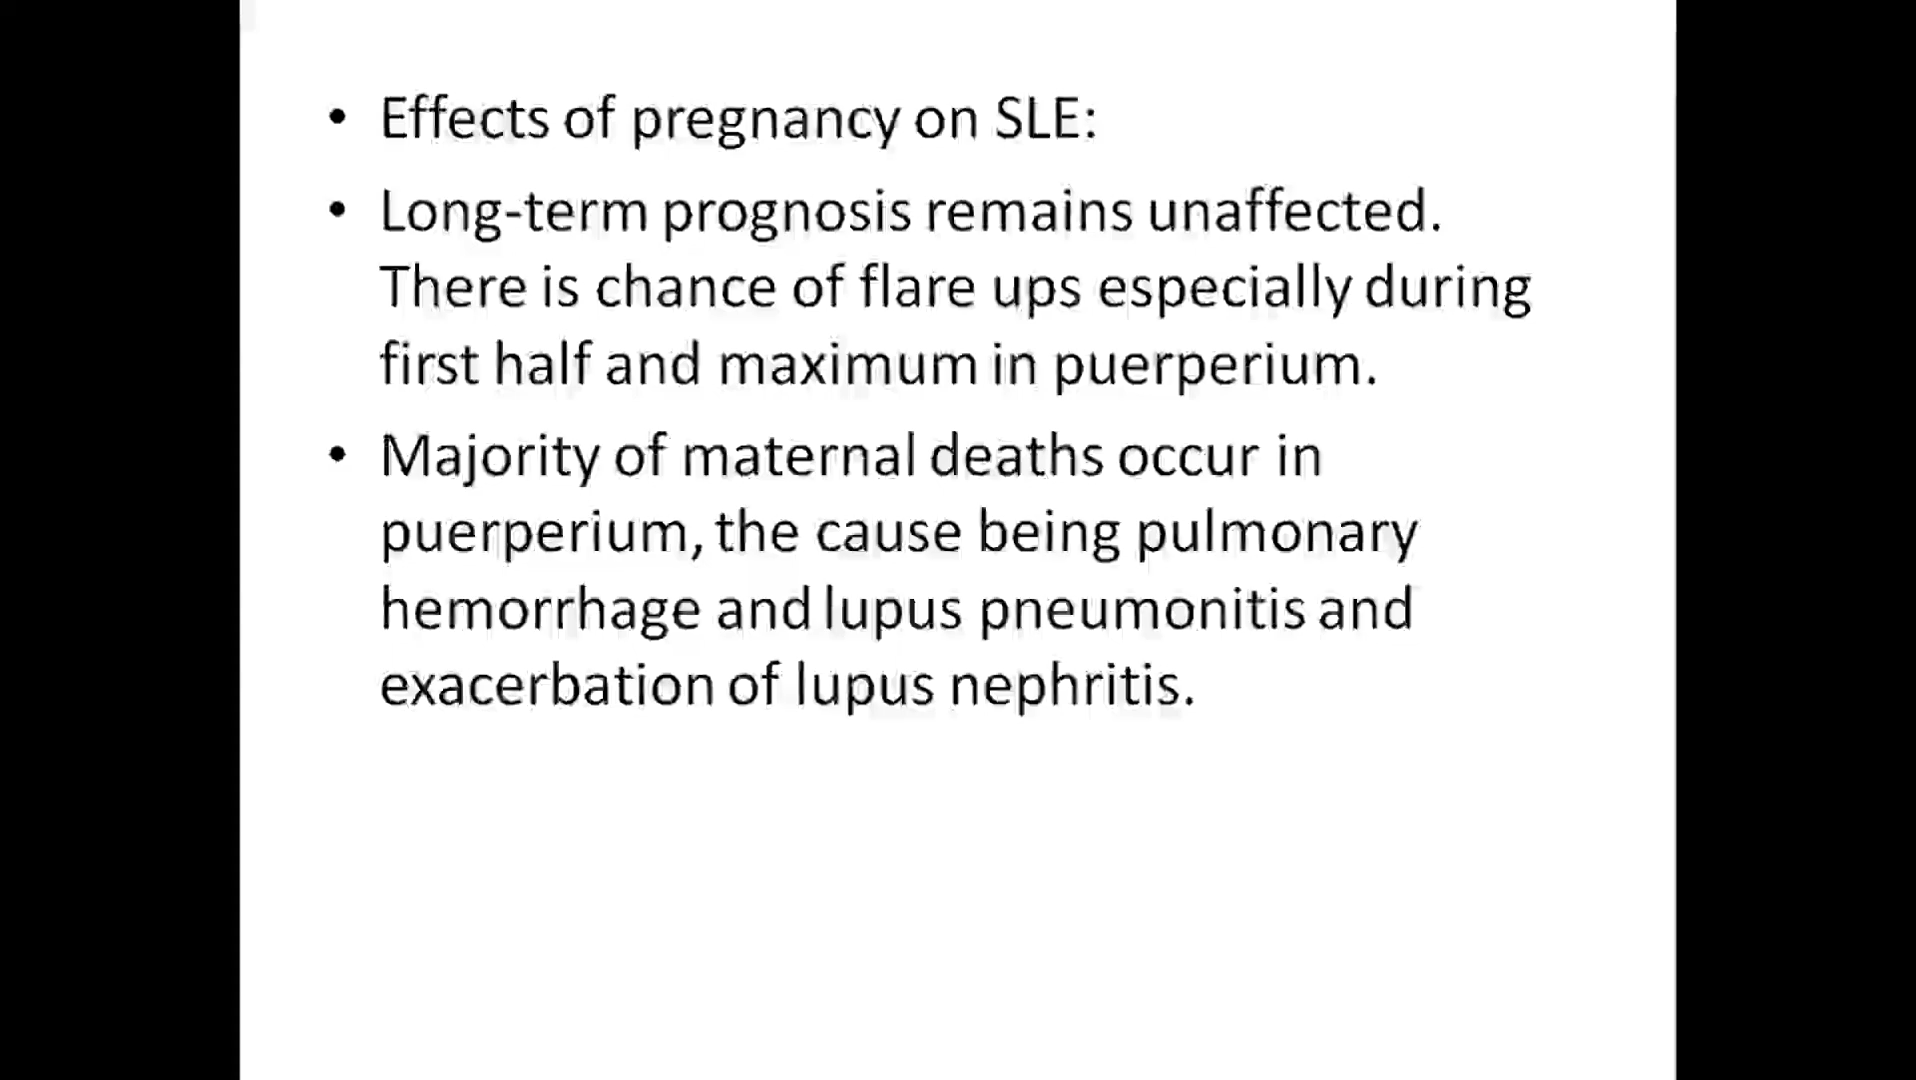 • Effects of pregnancy on SLE:
• Long-term prognosis remains unaffected.
There is chance of flare ups especially during
first half and maximum in puerperium.
• Majority of maternal deaths occur in
puerperium, the cause being pulmonary
hemorrhage and lupus pneumonitis and
exacerbation of lupus nephritis.